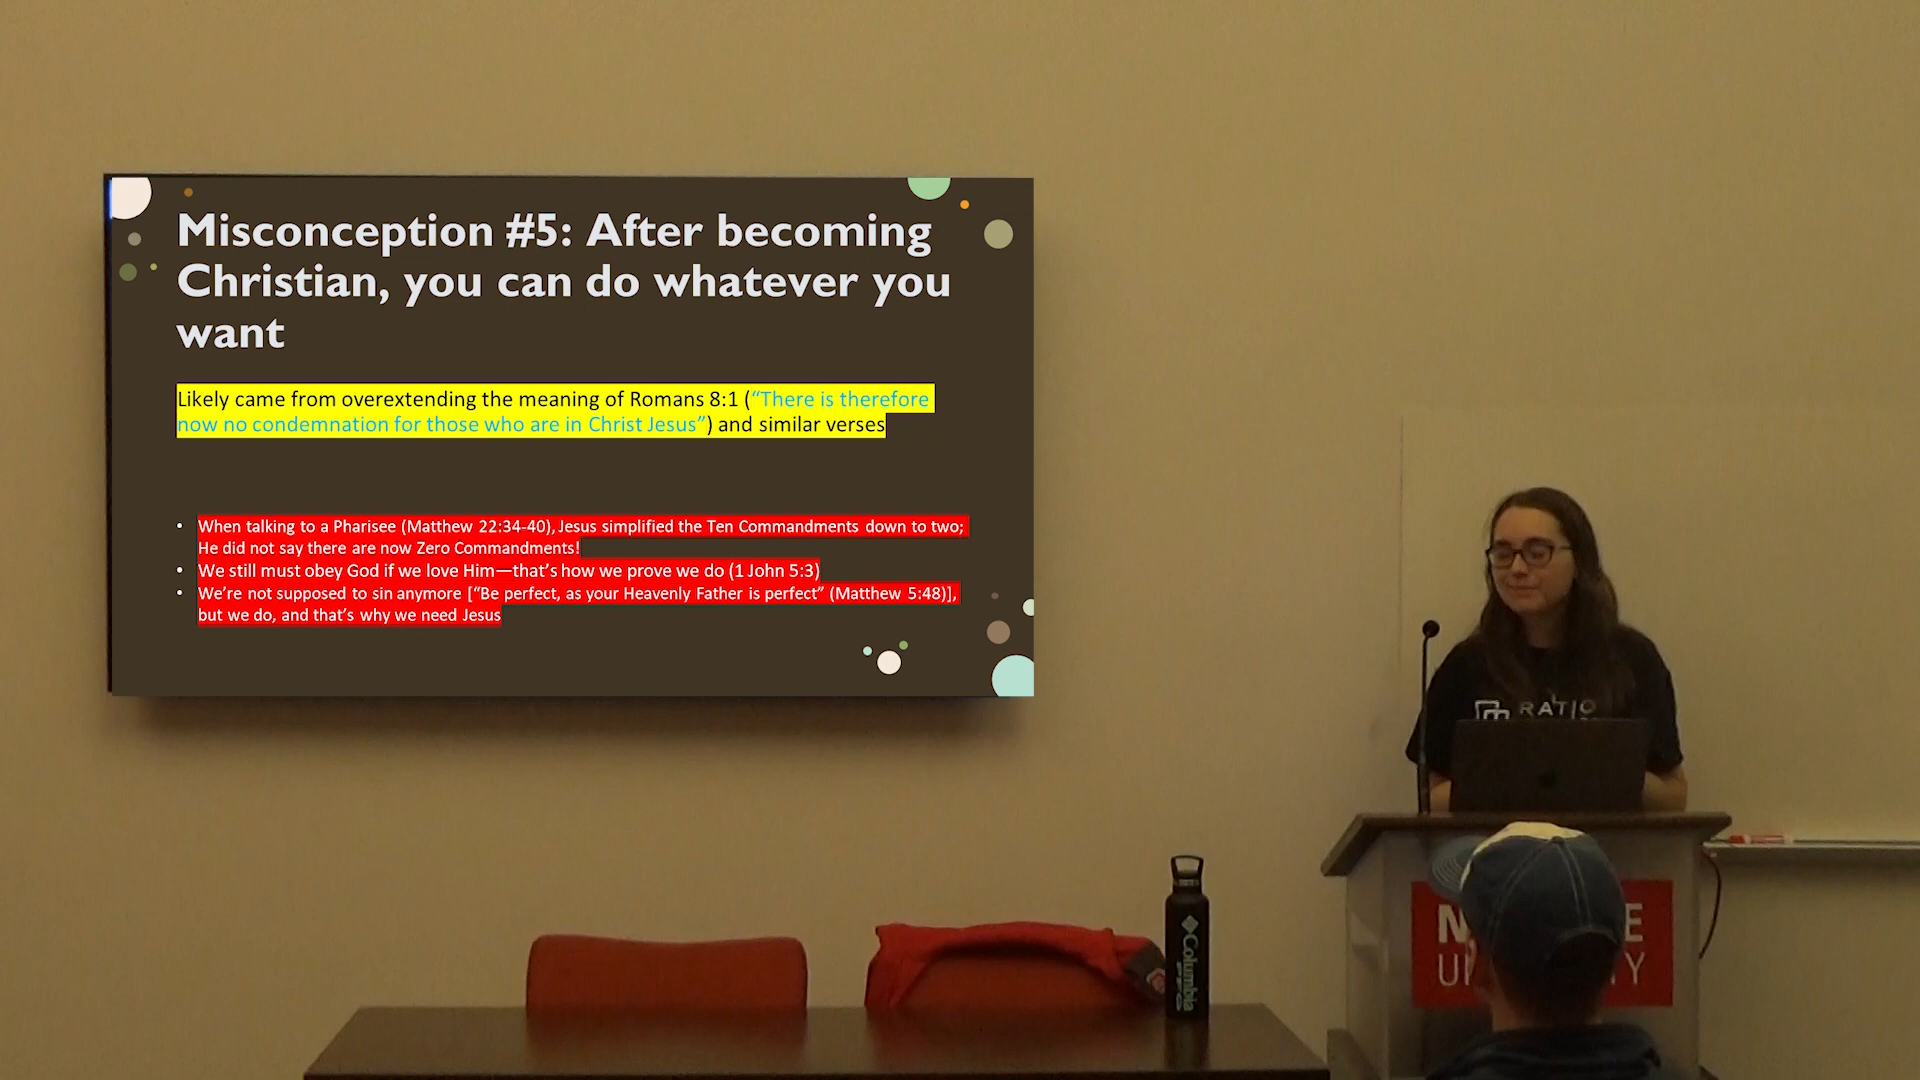 Misconception #5: After becoming
Christian, you can do whatever you
want
Likely came from overextending the meaning of Romans 8:1 (“There is therefore
now no condemnation for those who are in Christ Jesus”) and similar verses
• When talking to a Pharisee (Matthew 22:34-40), Jesus simplified the Ten Commandments down to two;
He did not say there are now Zero Commandments!
• We still must obey God if we love Him—that’s how we prove we do (1 John 5:3)
• We’re not supposed to sin anymore [“Be perfect, as your Heavenly Father is perfect” (Matthew 5:48)],
but we do, and that’s why we need Jesus
RATIO
Columbia